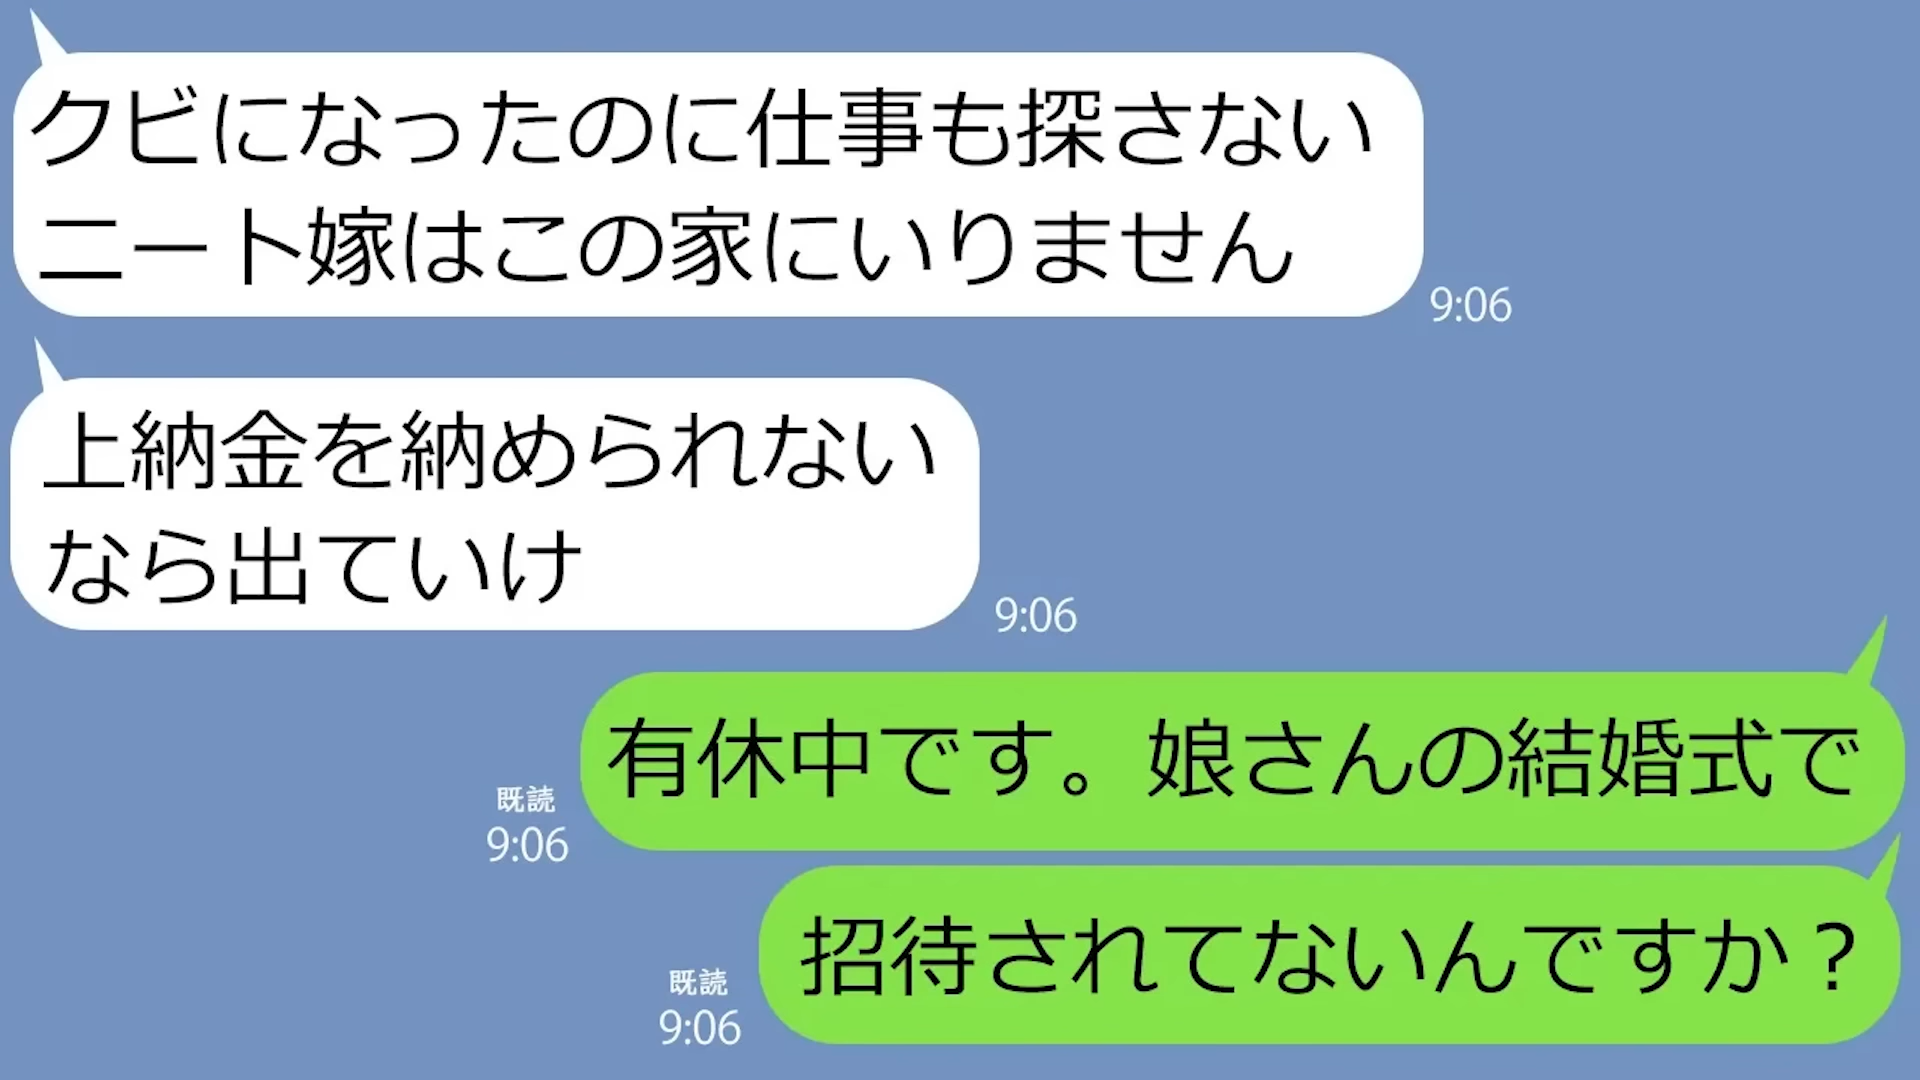 クビになったのに仕事も探さない
ニート嫁はこの家にいりません
9:06
上納金を納められない
なら出ていけ
9:06
有休中です。娘さんの結婚式で
既読
9:06
招待されてないんですか？
既読
9:06